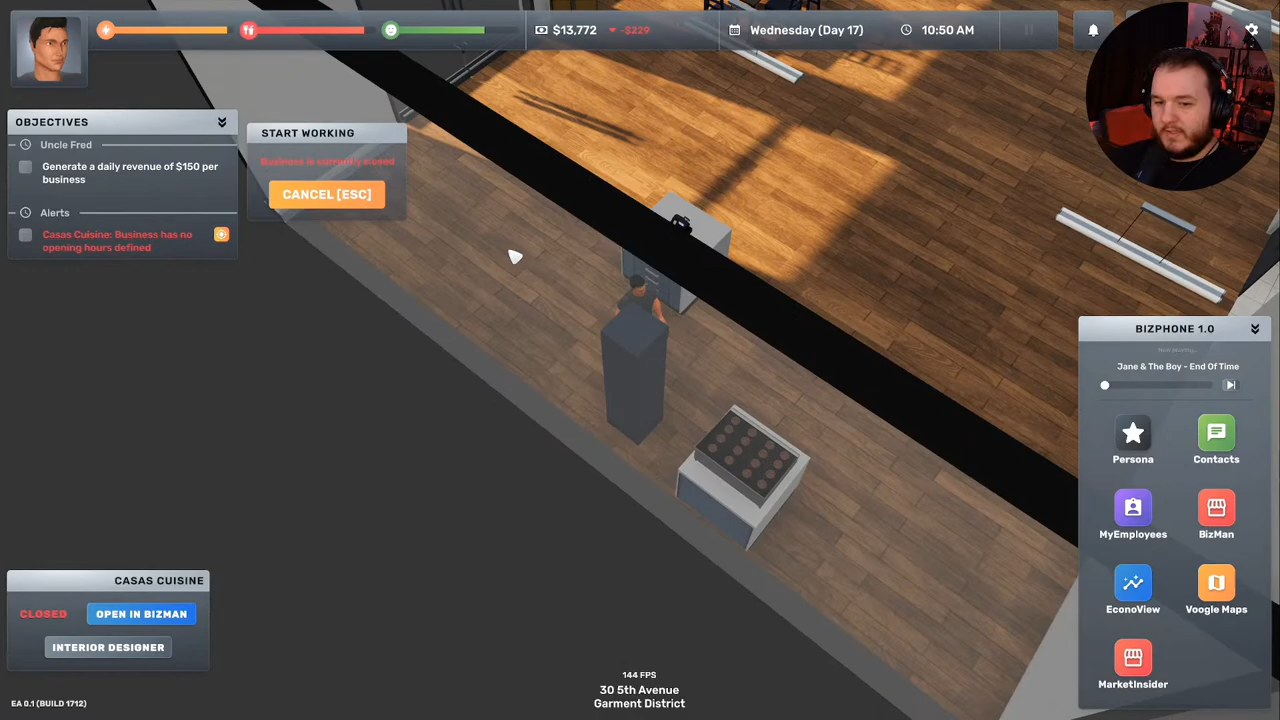 $13,772
-$229
Wednesday (Day 17)
10:50 AM
OBJECTIVES
Uncle Fred
Generate a daily revenue of $150 per
business
Alerts
Casas Cuisine: Business has no
opening hours defined
START WORKING
Business is currently closed
CANCEL [ESC]
BIZPHONE 1.0
Now playing...
Jane & The Boy - End Of Time
Persona
Contacts
MyEmployees
BizMan
EconoView
Voogle Maps
MarketInsider
CASAS CUISINE
CLOSED
OPEN IN BIZMAN
INTERIOR DESIGNER
EA 0.1 (BUILD 1712)
144 FPS
30 5th Avenue
Garment District